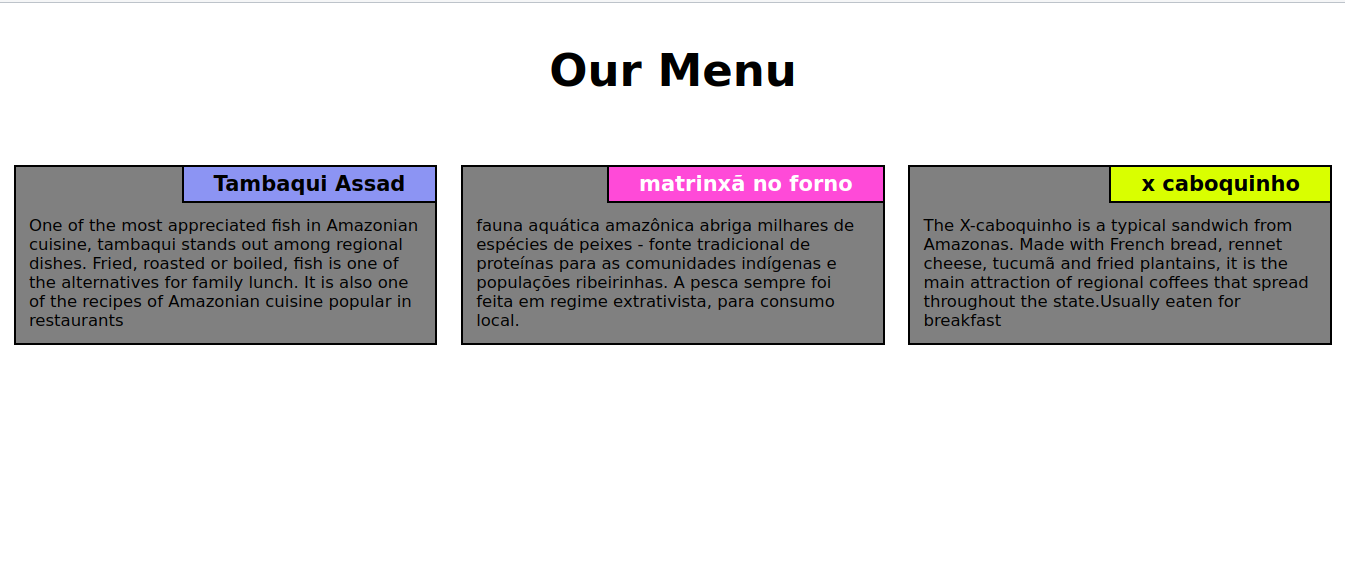 Our Menu
Tambaqui Assad
One of the most appreciated fish in Amazonian
cuisine, tambaqui stands out among regional
dishes. Fried, roasted or boiled, fish is one of
the alternatives for family lunch. It is also one
of the recipes of Amazonian cuisine popular in
restaurants
matrinxã no forno
fauna aquática amazônica abriga milhares de
espécies de peixes - fonte tradicional de
proteínas para as comunidades indígenas e
populações ribeirinhas. A pesca sempre foi
feita em regime extrativista, para consumo
local.
x caboquinho
The X-caboquinho is a typical sandwich from
Amazonas. Made with French bread, rennet
cheese, tucumã and fried plantains, it is the
main attraction of regional coffees that spread
throughout the state.Usually eaten for
breakfast